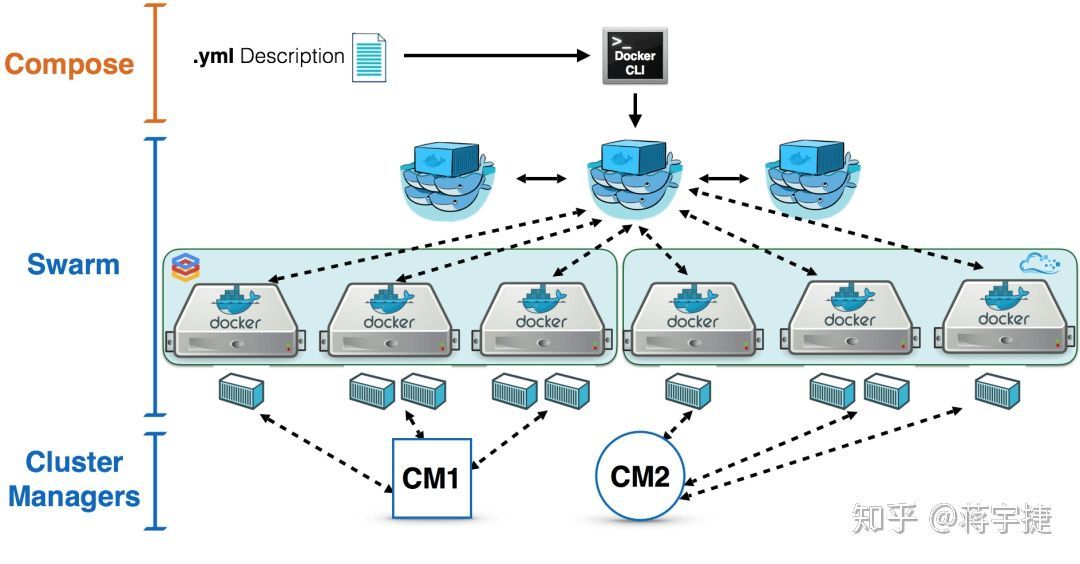 Compose
.yml Description
>_
Docker
CLI
Swarm
docker
docker
docker
docker
docker
docker
Cluster
Managers
CM1
CM2
知乎 @蒋宇捷